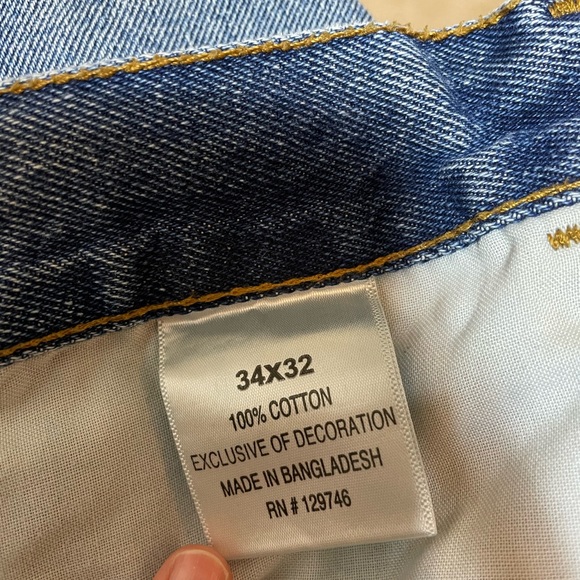 34X32
100% COTTON
EXCLUSIVE OF DECORATION
MADE IN BANGLADESH
RN # 129746